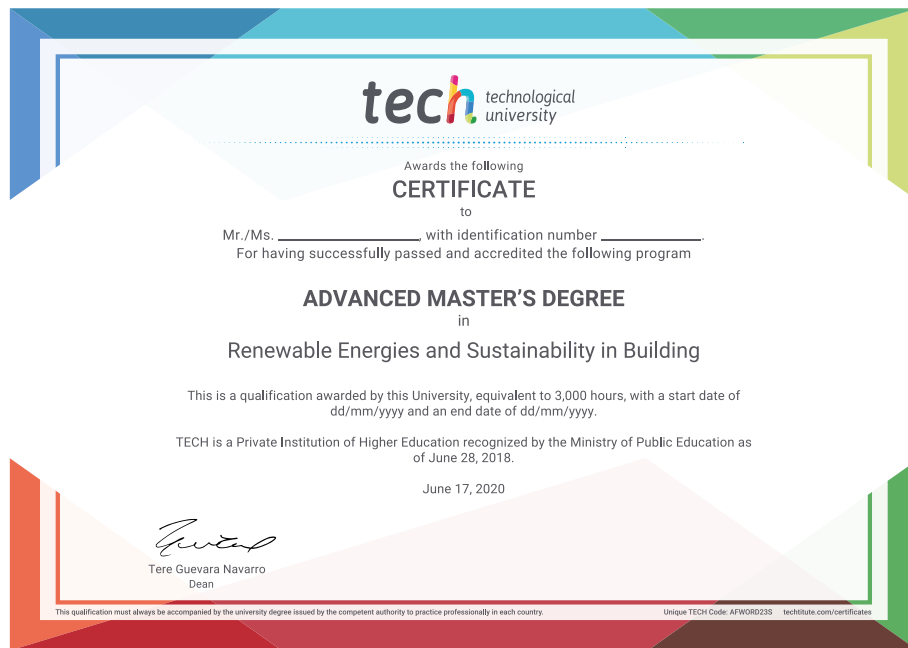 tech technological
university
Awards the following
CERTIFICATE
to
Mr./Ms. ____________________, with identification number ______________.
For having successfully passed and accredited the following program
ADVANCED MASTER'S DEGREE
in
Renewable Energies and Sustainability in Building
This is a qualification awarded by this University, equivalent to 3,000 hours, with a start date of
dd/mm/yyyy and an end date of dd/mm/yyyy.
TECH is a Private Institution of Higher Education recognized by the Ministry of Public Education as
of June 28, 2018.
June 17, 2020
Tere Guevara Navarro
Dean
This qualification must always be accompanied by the university degree issued by the competent authority to practice professionally in each country. Unique TECH Code: AFWORD23S techtitute.com/certificates